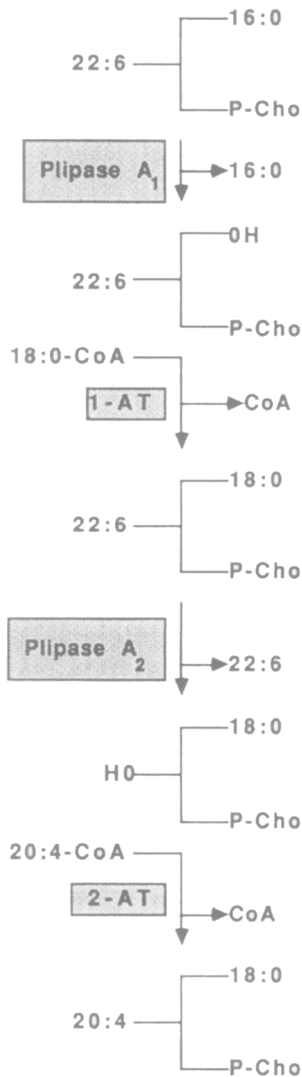 16:0
22:6
P-Cho
Plipase A1
16:0
0H
22:6
P-Cho
18:0-CoA
1-AT
CoA
18:0
22:6
P-Cho
Plipase A2
22:6
18:0
H0
P-Cho
20:4-CoA
2-AT
CoA
18:0
20:4
P-Cho